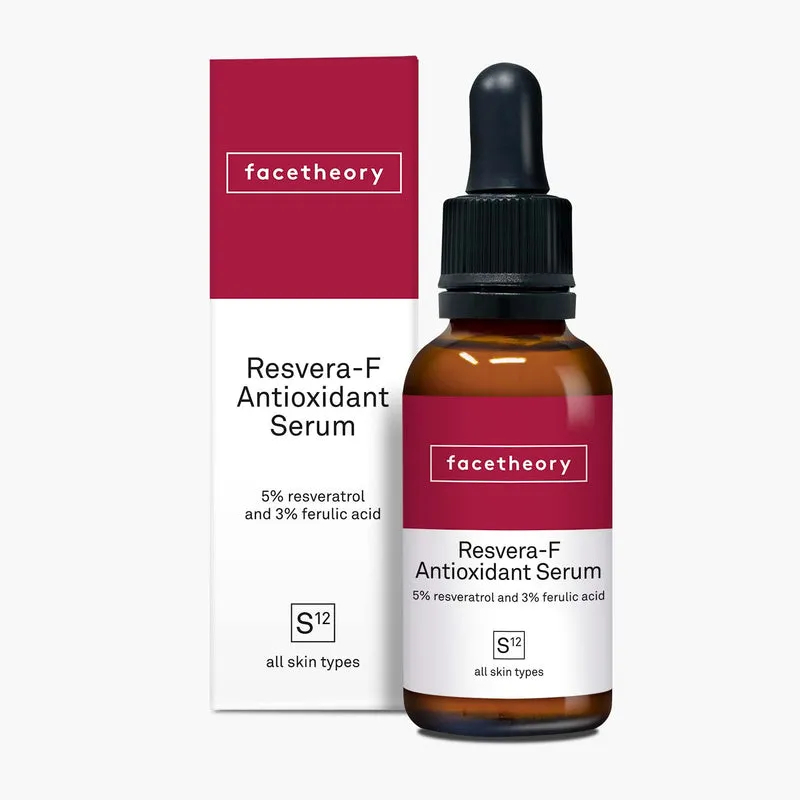 facetheory
Resvera-F
Antioxidant
Serum
5% resveratrol
and 3% ferulic acid
S¹²
all skin types
facetheory
Resvera-F
Antioxidant Serum
5% resveratrol and 3% ferulic acid
S¹²
all skin types